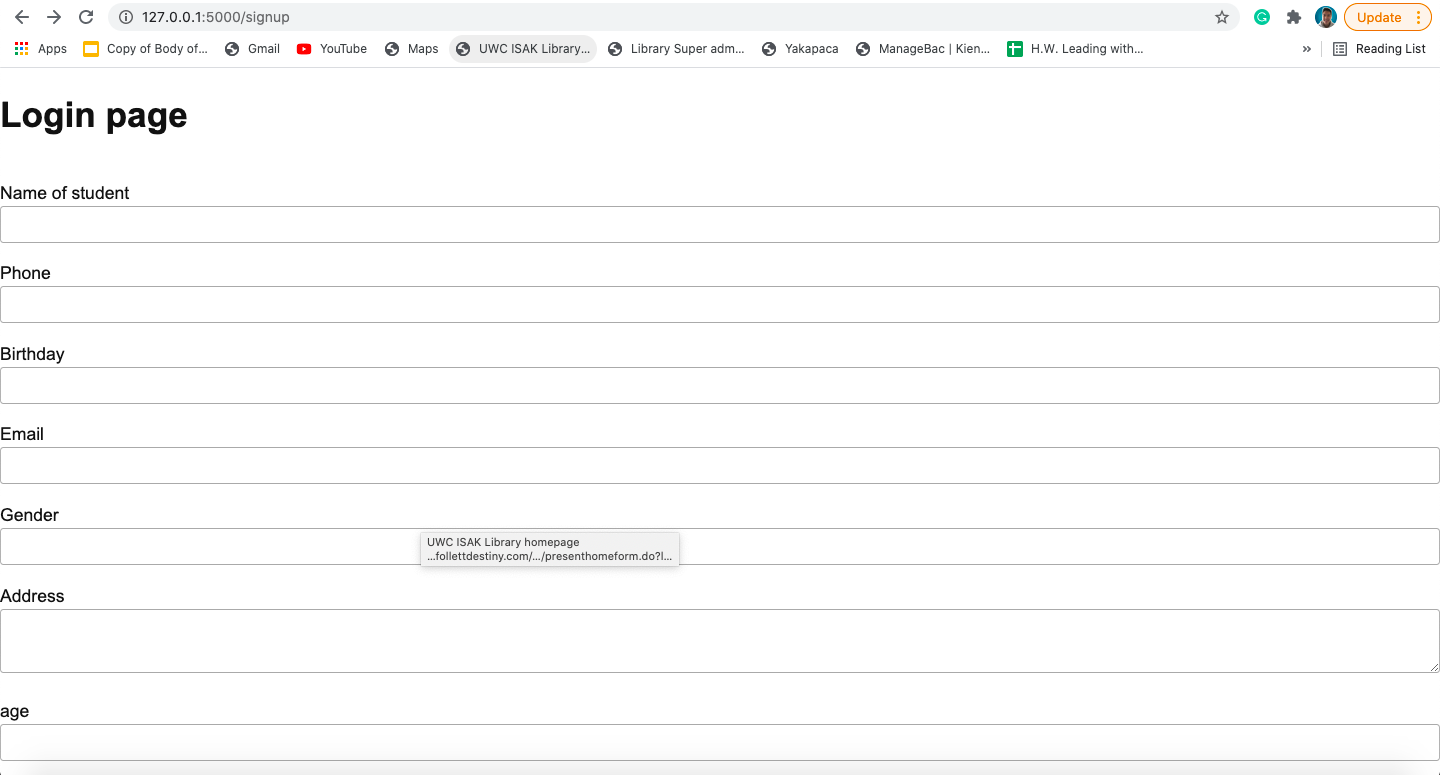 127.0.0.1:5000/signup Update
Apps Copy of Body of... Gmail YouTube Maps UWC ISAK Library... Library Super adm... Yakapaca ManageBac | Kien... H.W. Leading with... » Reading List
Login page
Name of student
Phone
Birthday
Email
Gender
UWC ISAK Library homepage
...follettdestiny.com/.../presenthomeform.do?l...
Address
age